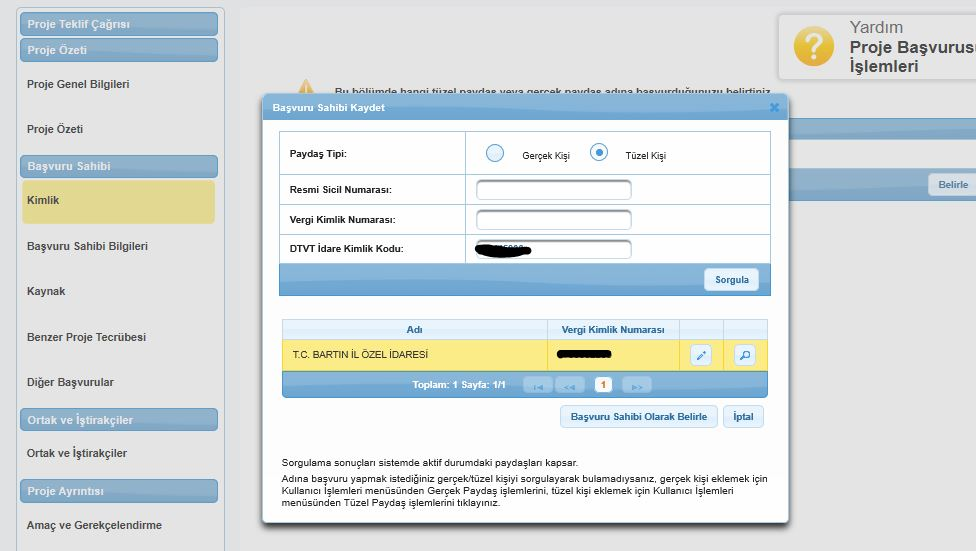 Proje Teklif Çağrısı
Proje Özeti
Proje Genel Bilgileri
Proje Özeti
Başvuru Sahibi
Kimlik
Başvuru Sahibi Bilgileri
Kaynak
Benzer Proje Tecrübesi
Diğer Başvurular
Ortak ve İştirakçiler
Ortak ve İştirakçiler
Proje Ayrıntısı
Amaç ve Gerekçelendirme
Yardım
Proje Başvurusu
İşlemleri
Bu bölümde hangi tüzel paydaş veya gerçek paydaş adına başvurduğunuzu belirtiniz
Belirle
Başvuru Sahibi Kaydet
Paydaş Tipi: Gerçek Kişi Tüzel Kişi
Resmi Sicil Numarası:
Vergi Kimlik Numarası:
DTVT İdare Kimlik Kodu:
Sorgula
Adı Vergi Kimlik Numarası
T.C. BARTIN İL ÖZEL İDARESİ
Toplam: 1 Sayfa: 1/1 1
Başvuru Sahibi Olarak Belirle İptal
Sorgulama sonuçları sistemde aktif durumdaki paydaşları kapsar.
Adına başvuru yapmak istediğiniz gerçek/tüzel kişiyi sorgulayarak bulamadıysanız, gerçek kişi eklemek için
Kullanıcı İşlemleri menüsünden Gerçek Paydaş işlemlerini, tüzel kişi eklemek için Kullanıcı İşlemleri
menüsünden Tüzel Paydaş işlemlerini tıklayınız.